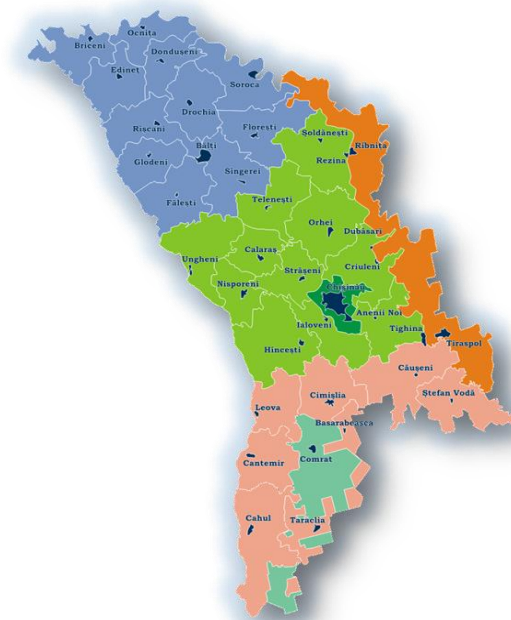 Ocnița
Briceni
Dondușeni
Edineț
Soroca
Drochia
Rîșcani
Florești
Soldănești
Rîbnița
Bălți
Rezina
Glodeni
Sîngerei
Telenești
Fălești
Orhei
Dubăsari
Călăraș
Ungheni
Criuleni
Strășeni
Nisporeni
Chișinău
Anenii Noi
Ialoveni
Tighina
Tiraspol
Hîncești
Căușeni
Cimișlia
Ștefan Vodă
Leova
Basarabeasca
Comrat
Cantemir
Cahul
Taraclia